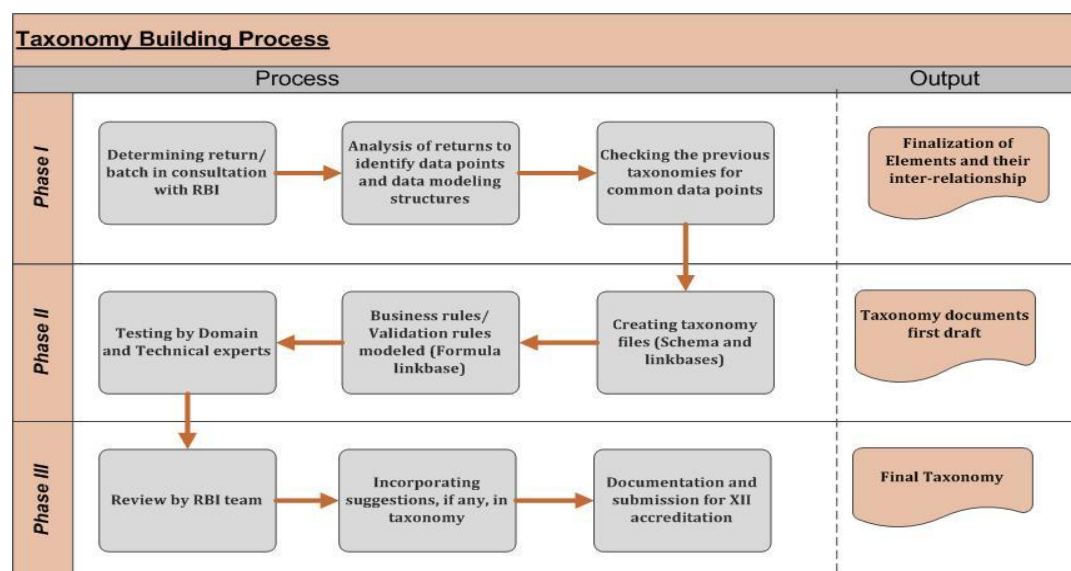 Taxonomy Building Process
Process
Output
Phase I
Determining return/
batch in consultation
with RBI
Analysis of returns to
identify data points
and data modeling
structures
Checking the previous
taxonomies for
common data points
Finalization of
Elements and their
inter-relationship
Phase II
Testing by Domain
and Technical experts
Business rules/
Validation rules
modeled (Formula
linkbase)
Creating taxonomy
files (Schema and
linkbases)
Taxonomy documents
first draft
Phase III
Review by RBI team
Incorporating
suggestions, if any, in
taxonomy
Documentation and
submission for XII
accreditation
Final Taxonomy